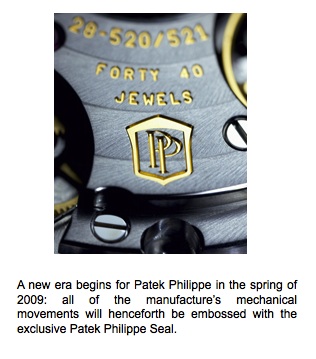 28-520/521
FORTY 40
JEWELS
PP
A new era begins for Patek Philippe in the spring of
2009: all of the manufacture's mechanical
movements will henceforth be embossed with the
exclusive Patek Philippe Seal.